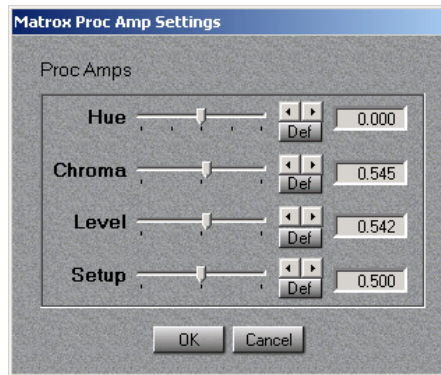 Matrox Proc Amp Settings
Proc Amps
Hue
Def
0.000
Chroma
Def
0.545
Level
Def
0.542
Setup
Def
0.500
OK
Cancel